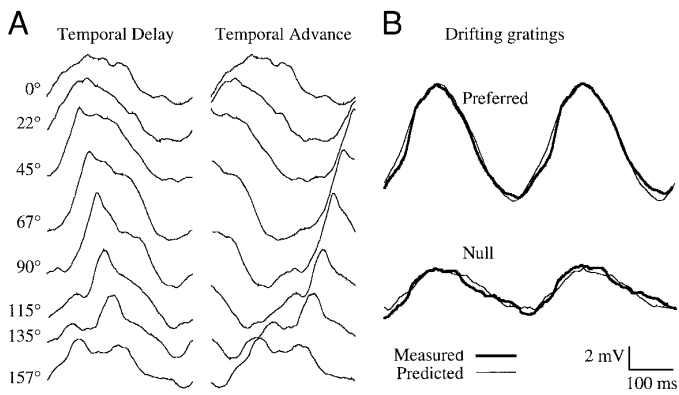 A
Temporal Delay
Temporal Advance
0°
22°
45°
67°
90°
115°
135°
157°
B
Drifting gratings
Preferred
Null
Measured
Predicted
2 mV
100 ms